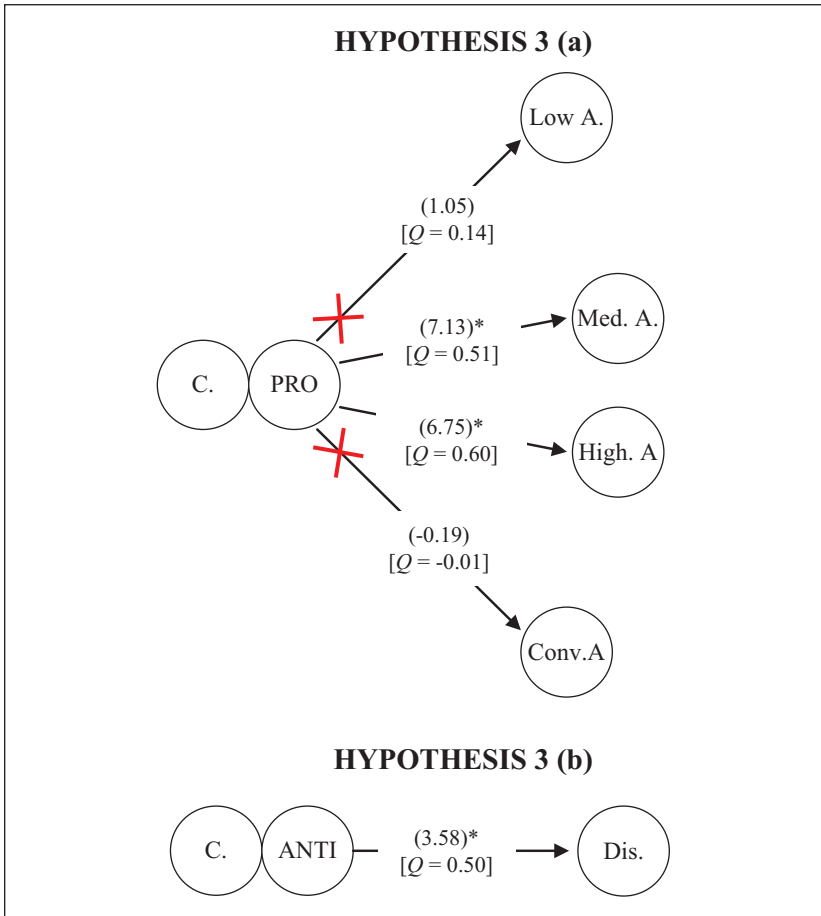 HYPOTHESIS 3 (a)
Low A.
(1.05)
[Q = 0.14]
Med. A.
(7.13)*
[Q = 0.51]
C.
PRO
(6.75)*
[Q = 0.60]
High. A
(-0.19)
[Q = -0.01]
Conv.A
HYPOTHESIS 3 (b)
C.
ANTI
(3.58)*
[Q = 0.50]
Dis.